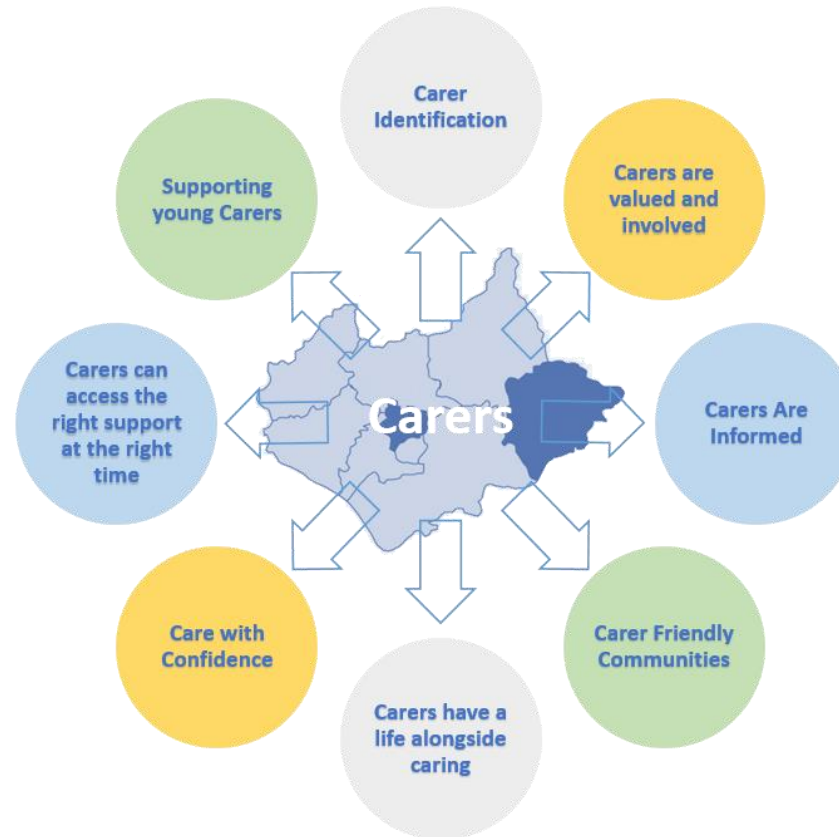 Carer
Identification
Carers are
valued and
involved
Carers Are
Informed
Carer Friendly
Communities
Carers have a
life alongside
caring
Care with
Confidence
Carers can
access the
right support
at the right
time
Supporting
young Carers
Carers